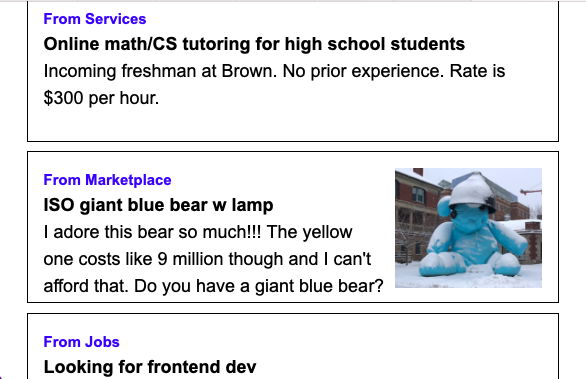 From Services
Online math/CS tutoring for high school students
Incoming freshman at Brown. No prior experience. Rate is
$300 per hour.
From Marketplace
ISO giant blue bear w lamp
I adore this bear so much!!! The yellow
one costs like 9 million though and I can't
afford that. Do you have a giant blue bear?
From Jobs
Looking for frontend dev